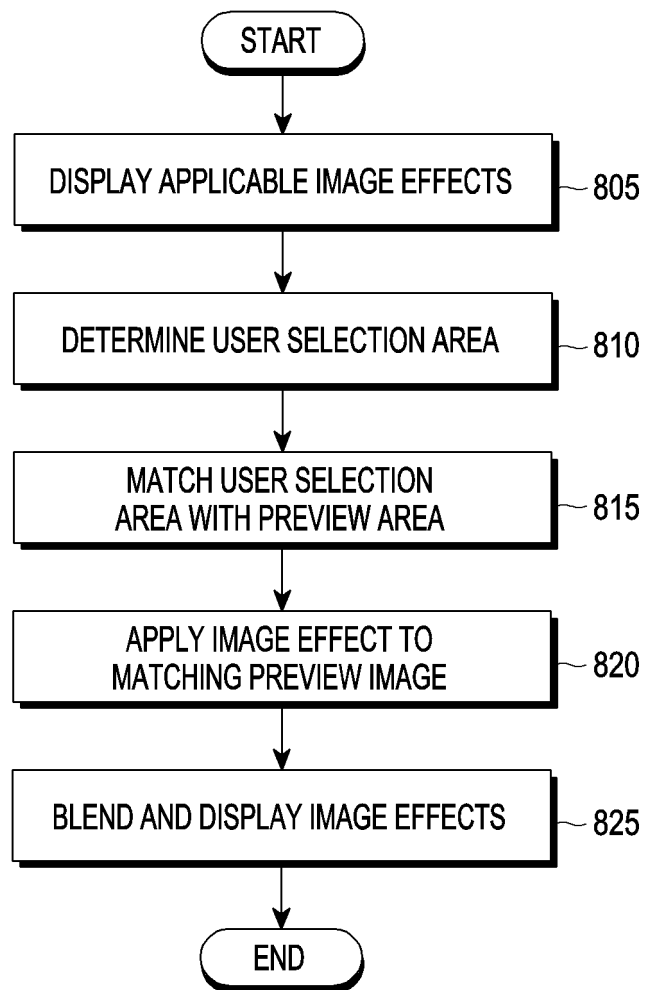 START
DISPLAY APPLICABLE IMAGE EFFECTS
805
DETERMINE USER SELECTION AREA
810
MATCH USER SELECTION
AREA WITH PREVIEW AREA
815
APPLY IMAGE EFFECT TO
MATCHING PREVIEW IMAGE
820
BLEND AND DISPLAY IMAGE EFFECTS
825
END